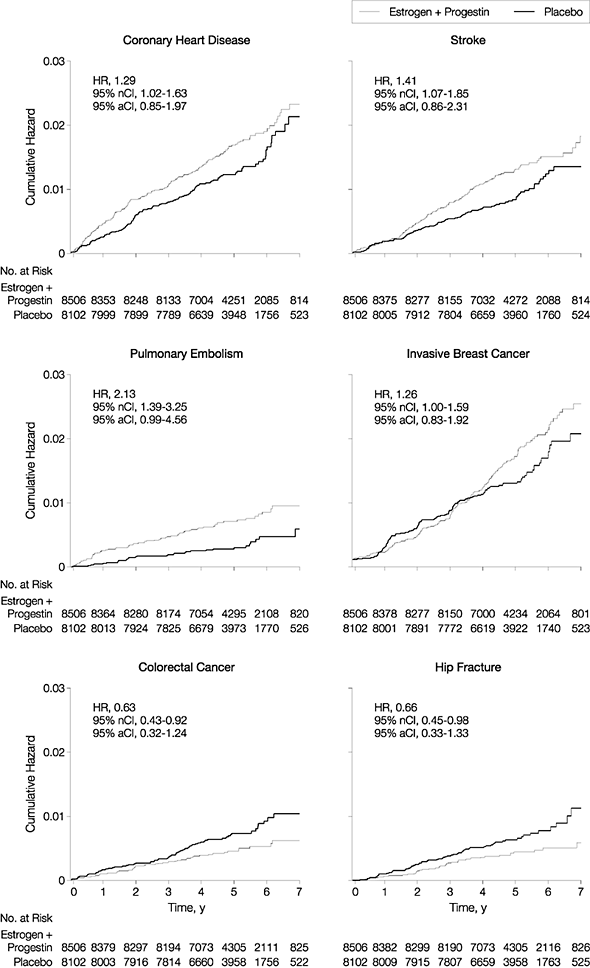 Estrogen + Progestin Placebo
Coronary Heart Disease
HR, 1.29
95% nCI, 1.02-1.63
95% aCI, 0.85-1.97
0.03
0.02
0.01
0
Cumulative Hazard
No. at Risk
Estrogen +
Progestin 8506 8353 8248 8133 7004 4251 2085 814
Placebo 8102 7999 7899 7789 6639 3948 1756 523
Stroke
HR, 1.41
95% nCI, 1.07-1.85
95% aCI, 0.86-2.31
8506 8375 8277 8155 7032 4272 2088 814
8102 8005 7912 7804 6659 3960 1760 524
Pulmonary Embolism
HR, 2.13
95% nCI, 1.39-3.25
95% aCI, 0.99-4.56
0.03
0.02
0.01
0
Cumulative Hazard
No. at Risk
Estrogen +
Progestin 8506 8364 8280 8174 7054 4295 2108 820
Placebo 8102 8013 7924 7825 6679 3973 1770 526
Invasive Breast Cancer
HR, 1.26
95% nCI, 1.00-1.59
95% aCI, 0.83-1.92
8506 8378 8277 8150 7000 4234 2064 801
8102 8001 7891 7772 6619 3922 1740 523
Colorectal Cancer
HR, 0.63
95% nCI, 0.43-0.92
95% aCI, 0.32-1.24
0.03
0.02
0.01
0
Cumulative Hazard
0 1 2 3 4 5 6 7
Time, y
No. at Risk
Estrogen +
Progestin 8506 8379 8297 8194 7073 4305 2111 825
Placebo 8102 8003 7916 7814 6660 3958 1756 522
Hip Fracture
HR, 0.66
95% nCI, 0.45-0.98
95% aCI, 0.33-1.33
0 1 2 3 4 5 6 7
Time, y
8506 8382 8299 8190 7073 4305 2116 826
8102 8009 7915 7807 6659 3958 1763 525